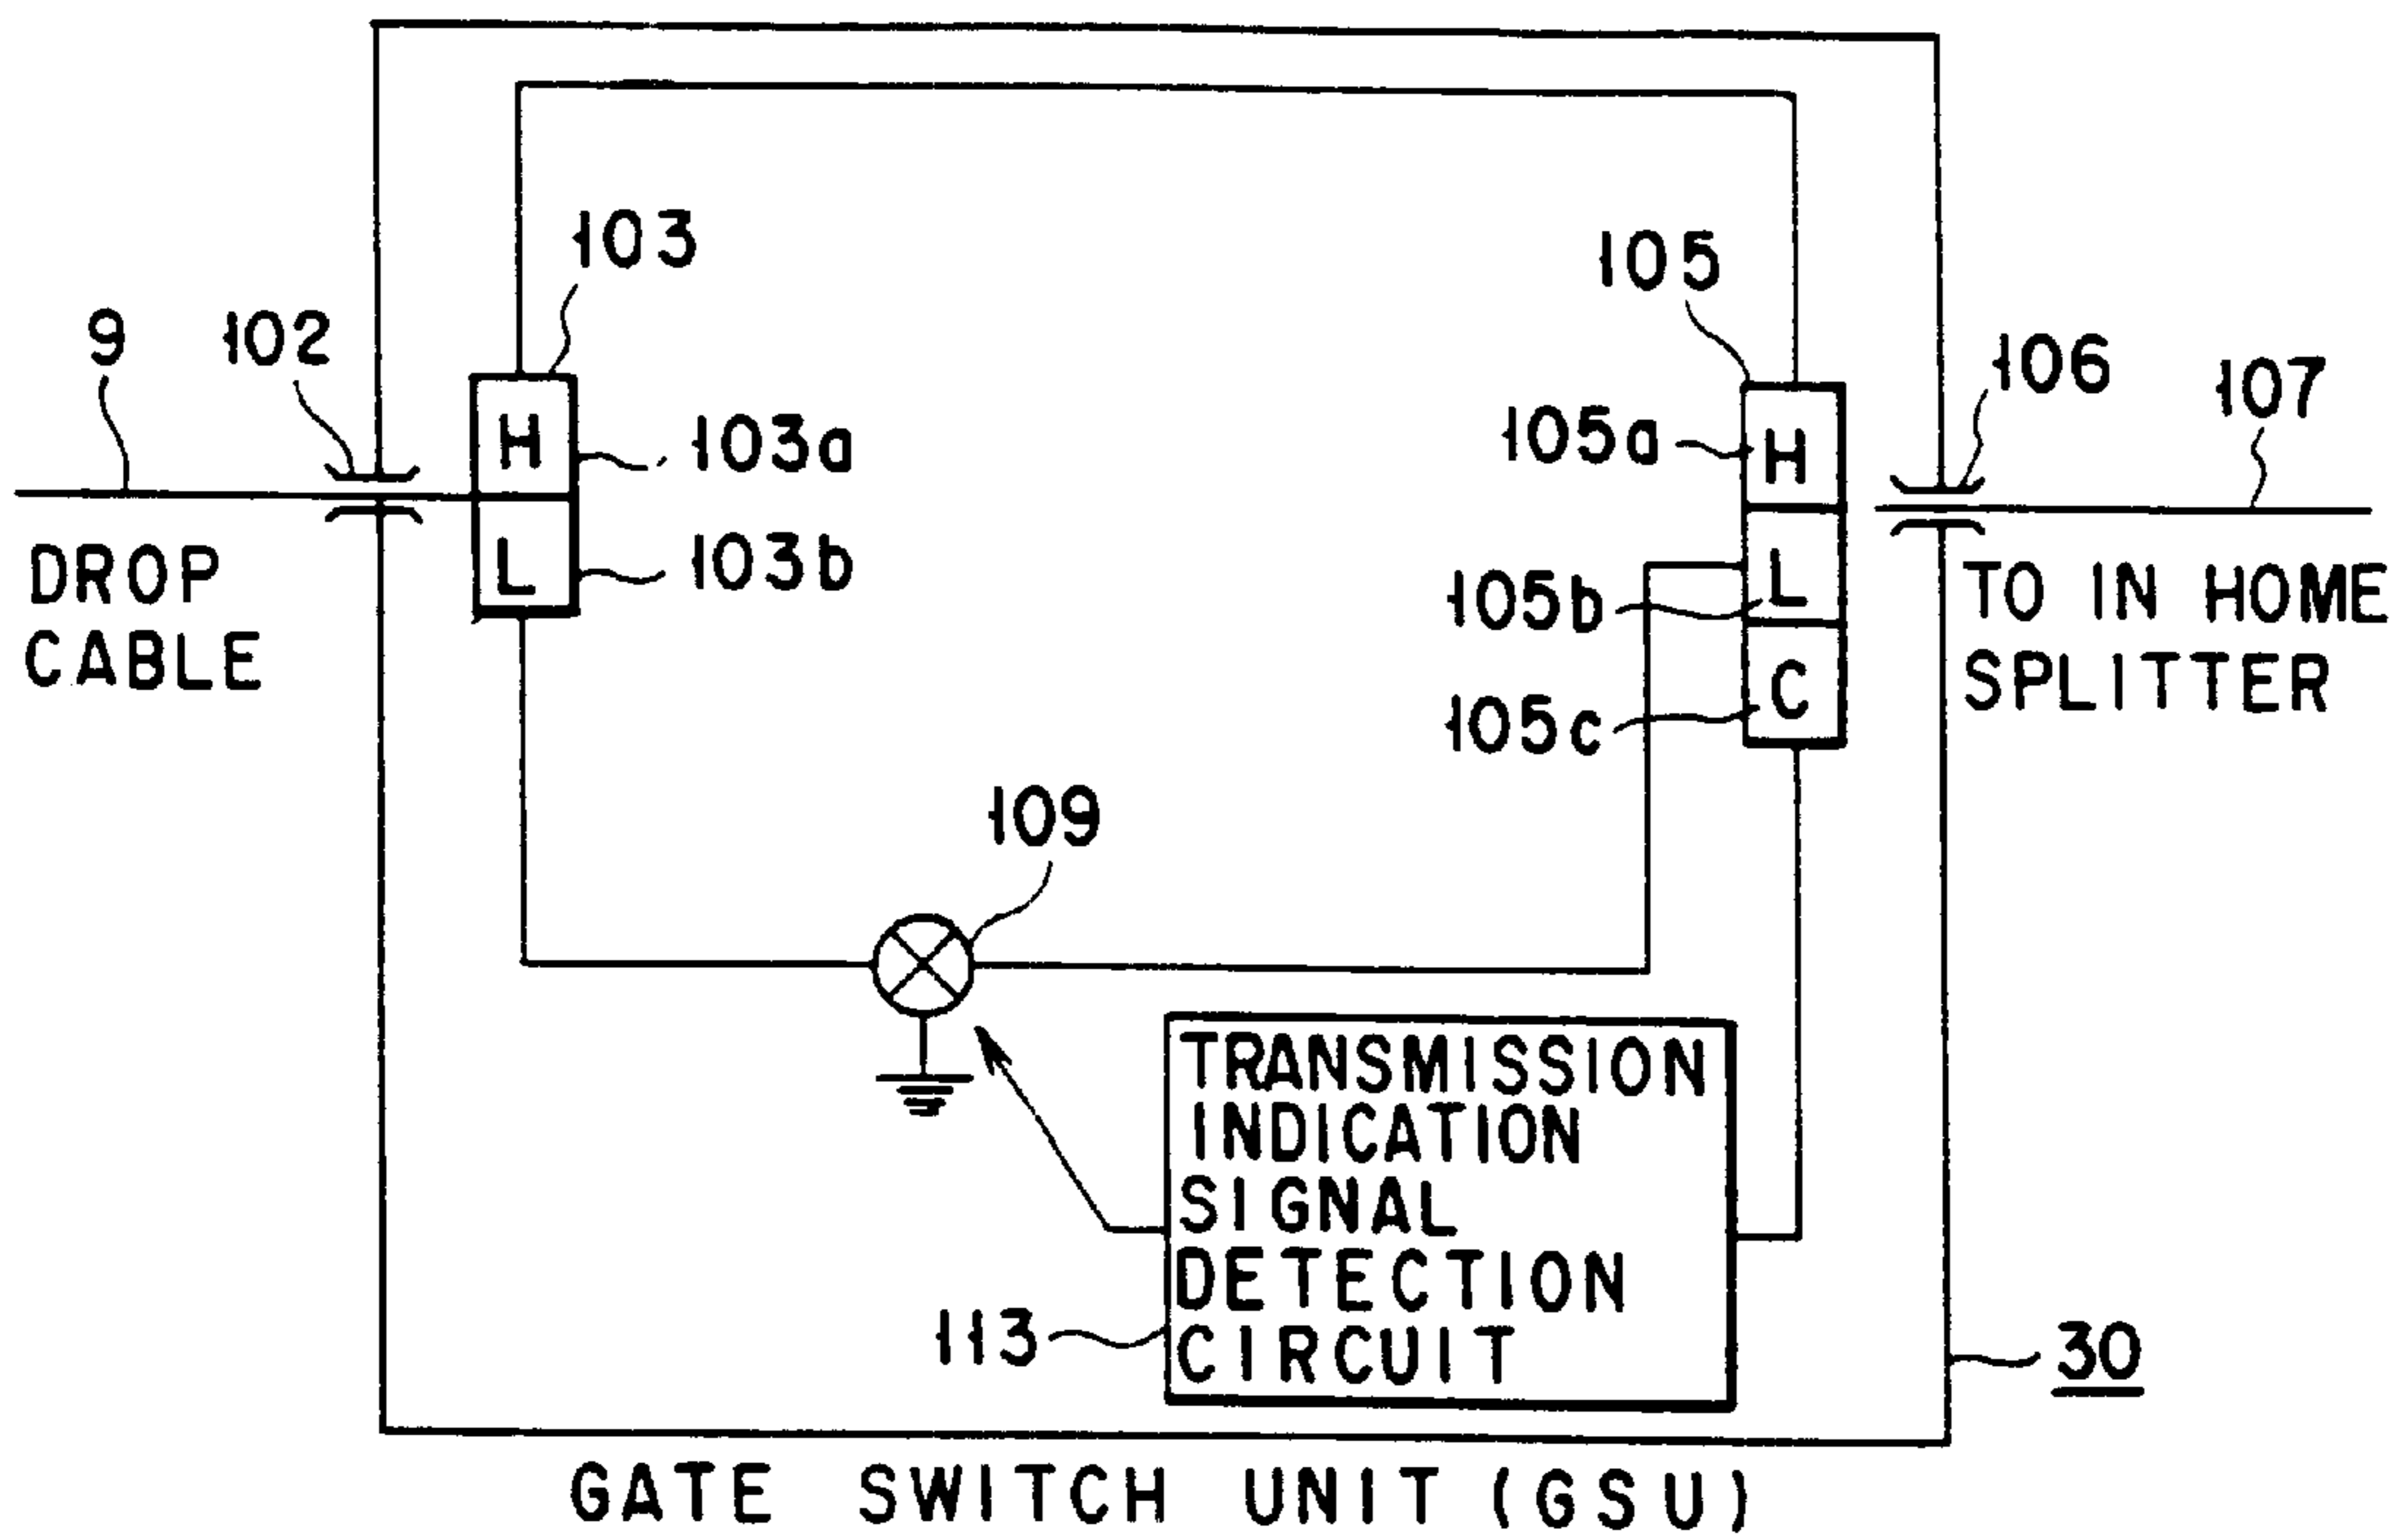 103
105
9
102
106
107
H
103a
105a
H
L
103b
105b
L
DROP
CABLE
TO IN HOME
SPLITTER
105c
C
109
TRANSMISSION
INDICATION
SIGNAL
DETECTION
CIRCUIT
113
30
GATE SWITCH UNIT (GSU)